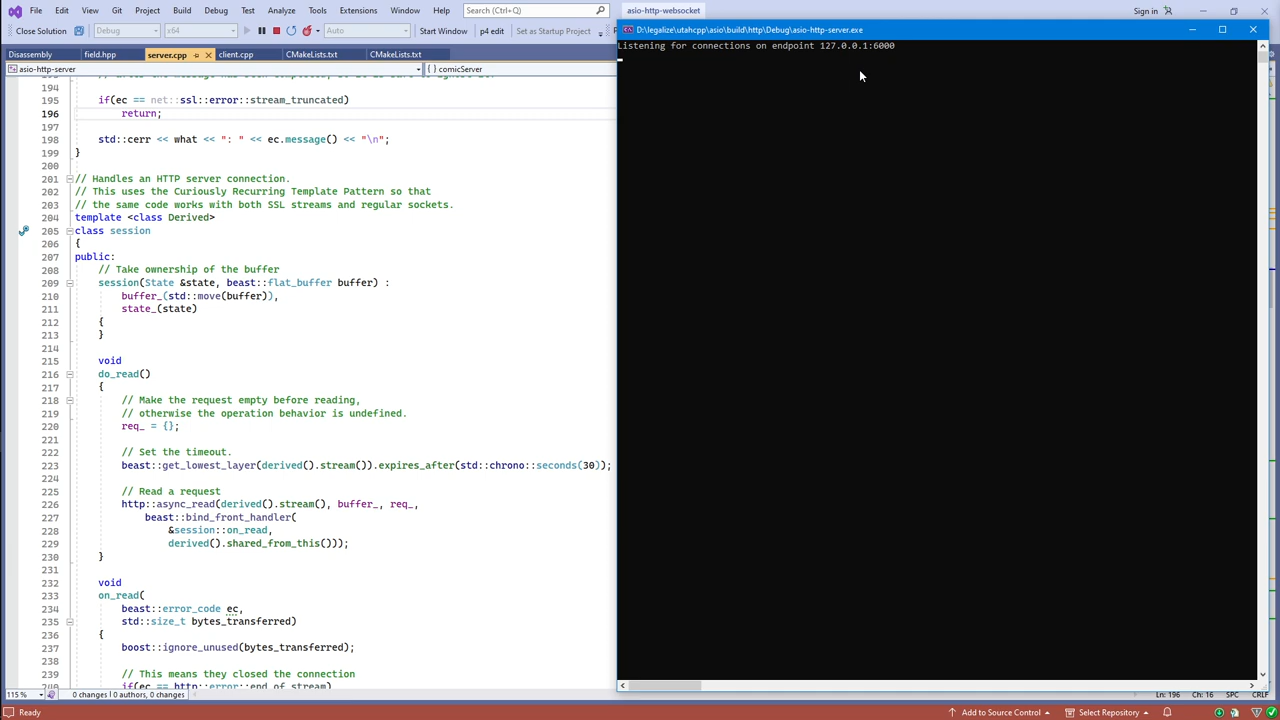 File Edit View Git Project Build Debug Test Analyze Tools Extensions Window Help Search (Ctrl+Q) asio-http-websocket Sign in
Close Solution Debug x64 Auto Start Window p4 edit Set as Startup Project
Disassembly field.hpp server.cpp client.cpp CMakeLists.txt CMakeLists.txt
asio-http-server { } comicServer
194
195 if(ec == net::ssl::error::stream_truncated)
196 return;
197
198 std::cerr << what << ": " << ec.message() << "\n";
199 }
200
201 // Handles an HTTP server connection.
202 // This uses the Curiously Recurring Template Pattern so that
203 // the same code works with both SSL streams and regular sockets.
204 template <class Derived>
205 class session
206 {
207 public:
208 // Take ownership of the buffer
209 session(State &state, beast::flat_buffer buffer) :
210 buffer_(std::move(buffer)),
211 state_(state)
212 {
213 }
214
215 void
216 do_read()
217 {
218 // Make the request empty before reading,
219 // otherwise the operation behavior is undefined.
220 req_ = {};
221
222 // Set the timeout.
223 beast::get_lowest_layer(derived().stream()).expires_after(std::chrono::seconds(30));
224
225 // Read a request
226 http::async_read(derived().stream(), buffer_, req_,
227 beast::bind_front_handler(
228 &session::on_read,
229 derived().shared_from_this()));
230 }
231
232 void
233 on_read(
234 beast::error_code ec,
235 std::size_t bytes_transferred)
236 {
237 boost::ignore_unused(bytes_transferred);
238
239 // This means they closed the connection
if(ec == http::error::end_of_stream)
115 % 0 changes | 0 authors, 0 changes Ln: 196 Ch: 16 SPC CRLF
Ready Add to Source Control Select Repository
D:\legalize\utahcpp\asio\build\http\Debug\asio-http-server.exe
Listening for connections on endpoint 127.0.0.1:6000